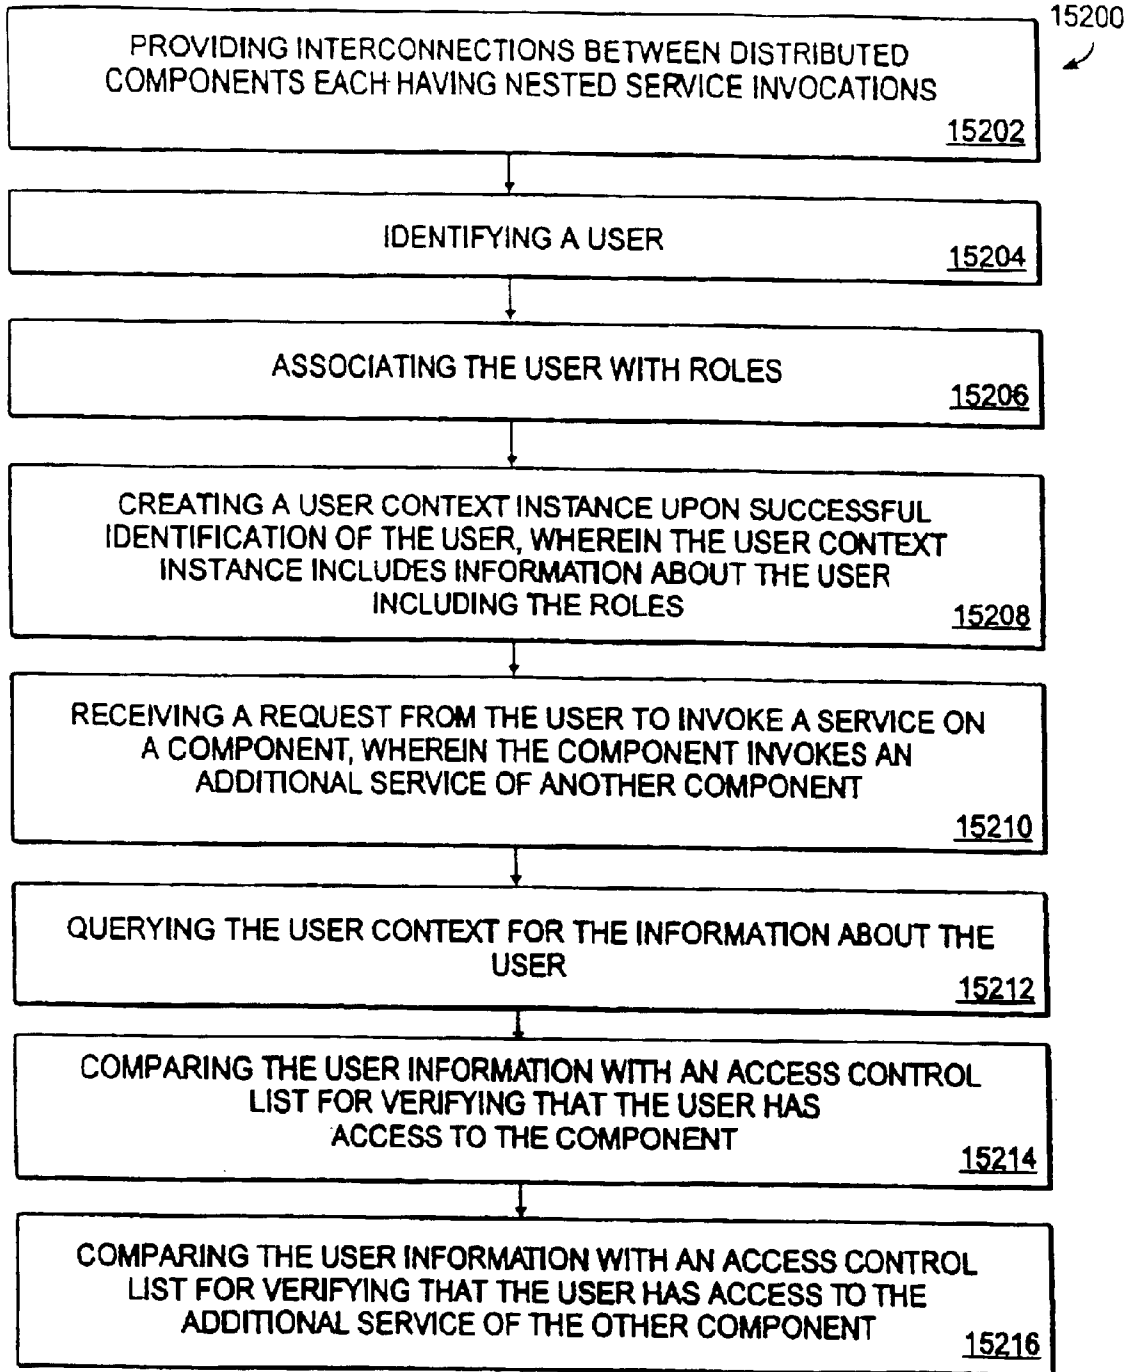 15200
PROVIDING INTERCONNECTIONS BETWEEN DISTRIBUTED
COMPONENTS EACH HAVING NESTED SERVICE INVOCATIONS
15202
IDENTIFYING A USER
15204
ASSOCIATING THE USER WITH ROLES
15206
CREATING A USER CONTEXT INSTANCE UPON SUCCESSFUL
IDENTIFICATION OF THE USER, WHEREIN THE USER CONTEXT
INSTANCE INCLUDES INFORMATION ABOUT THE USER
INCLUDING THE ROLES
15208
RECEIVING A REQUEST FROM THE USER TO INVOKE A SERVICE ON
A COMPONENT, WHEREIN THE COMPONENT INVOKES AN
ADDITIONAL SERVICE OF ANOTHER COMPONENT
15210
QUERYING THE USER CONTEXT FOR THE INFORMATION ABOUT THE
USER
15212
COMPARING THE USER INFORMATION WITH AN ACCESS CONTROL
LIST FOR VERIFYING THAT THE USER HAS
ACCESS TO THE COMPONENT
15214
COMPARING THE USER INFORMATION WITH AN ACCESS CONTROL
LIST FOR VERIFYING THAT THE USER HAS ACCESS TO THE
ADDITIONAL SERVICE OF THE OTHER COMPONENT
15216